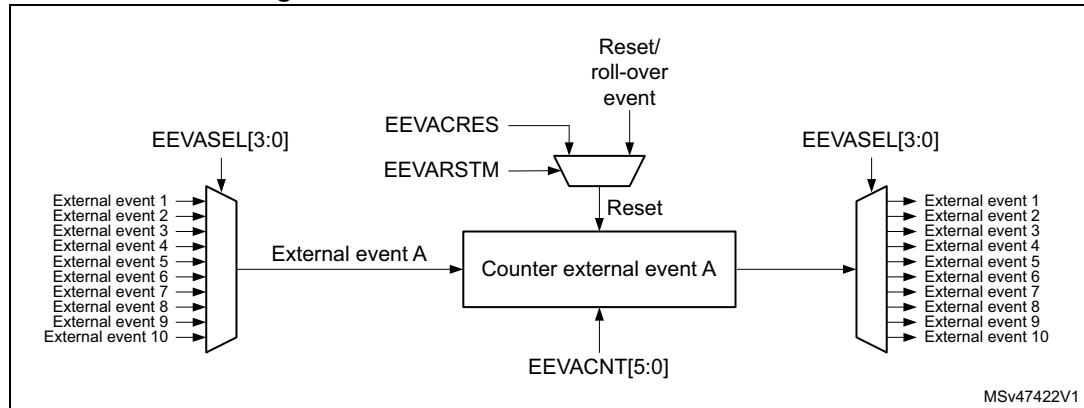 Reset/
roll-over
event
EEVACRES
EEVASEL[3:0]
EEVARSTM
EEVASEL[3:0]
Reset
External event 1
External event 2
External event 3
External event 4
External event 5
External event 6
External event 7
External event 8
External event 9
External event 10
External event A
Counter external event A
External event 1
External event 2
External event 3
External event 4
External event 5
External event 6
External event 7
External event 8
External event 9
External event 10
EEVACNT[5:0]
MSv47422V1